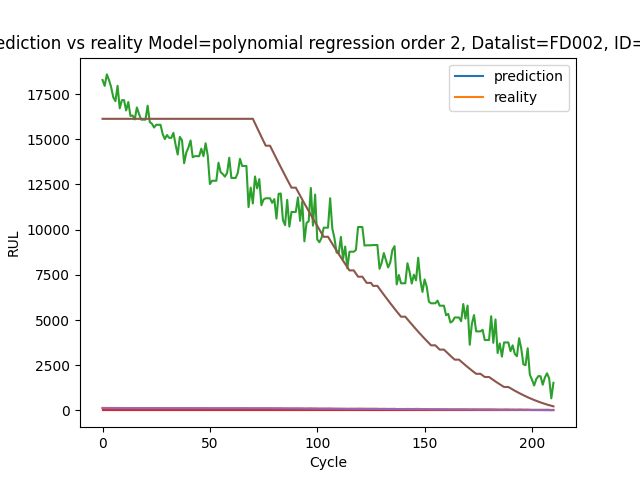 ediction vs reality Model=polynomial regression order 2, Datalist=FD002, ID=
prediction
reality
RUL
17500
15000
12500
10000
7500
5000
2500
0
0 50 100 150 200
Cycle